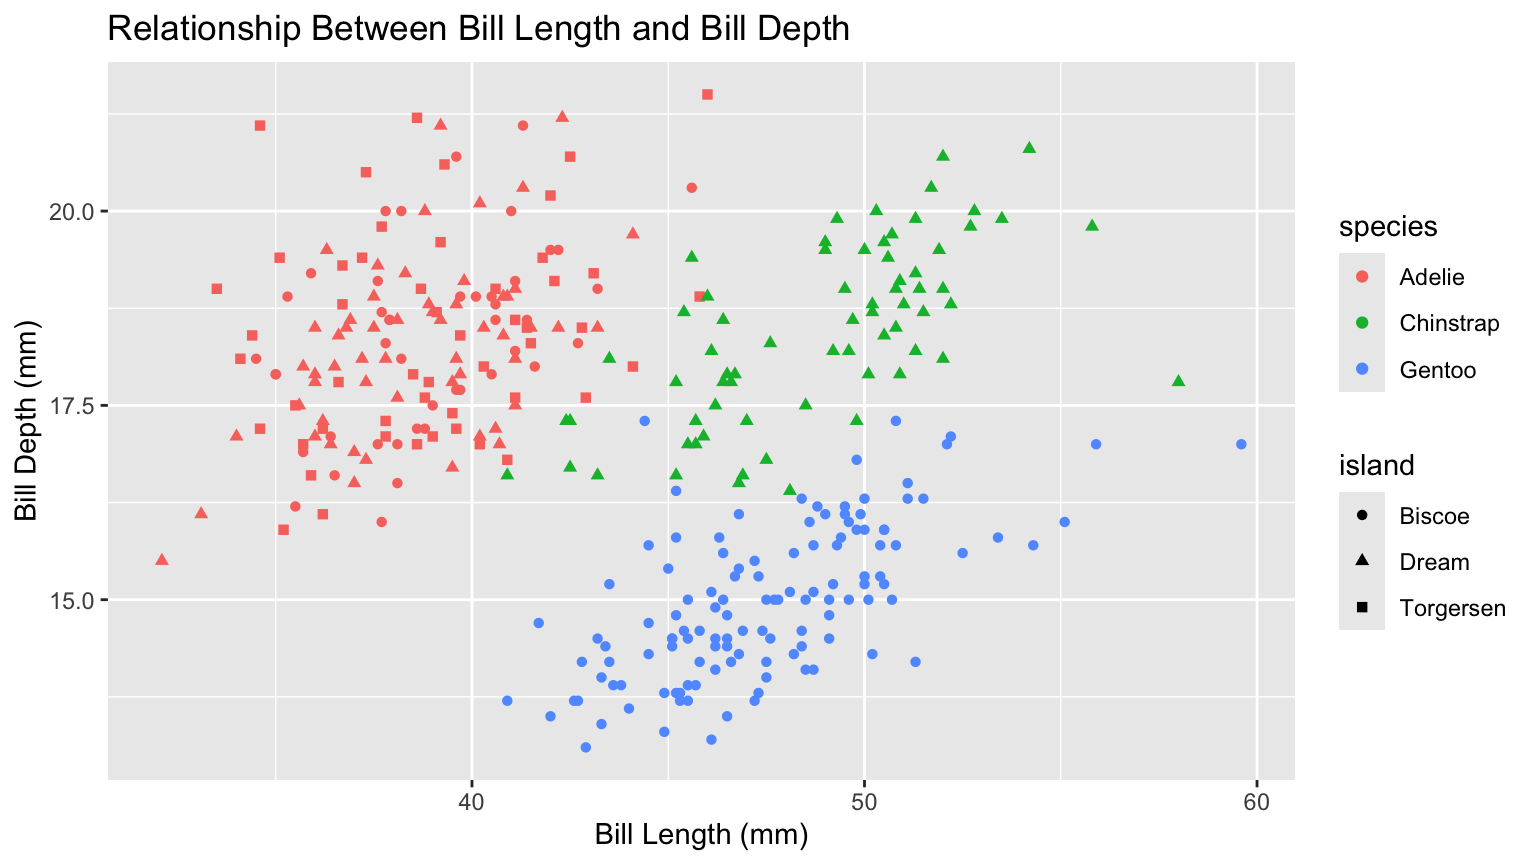 Relationship Between Bill Length and Bill Depth
20.0
17.5
15.0
Bill Depth (mm)
40
50
60
Bill Length (mm)
species
Adelie
Chinstrap
Gentoo
island
Biscoe
Dream
Torgersen